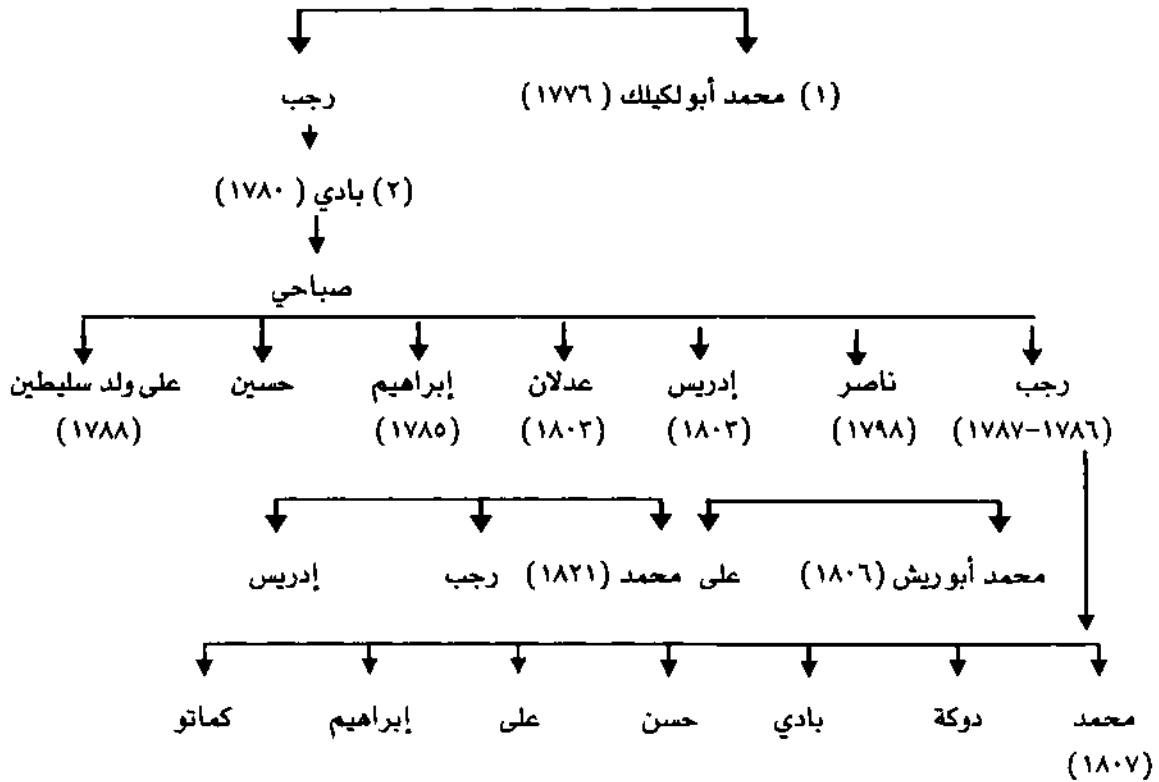 (١) محمد أبو لكيلك (١٧٧٦) رجب
(٢) بادي (١٧٨٠)
صباحي
رجب ناصر إدريس عدلان إبراهيم حسين على ولد سليطين
(١٧٨٦-١٧٨٧) (١٧٩٨) (١٨٠٣) (١٨٠٣) (١٧٨٥) (١٧٨٨)
محمد أبو ريش (١٨٠٦) على محمد (١٨٢١) رجب إدريس
محمد دوكة بادي حسن على إبراهيم كماتو
(١٨٠٧)